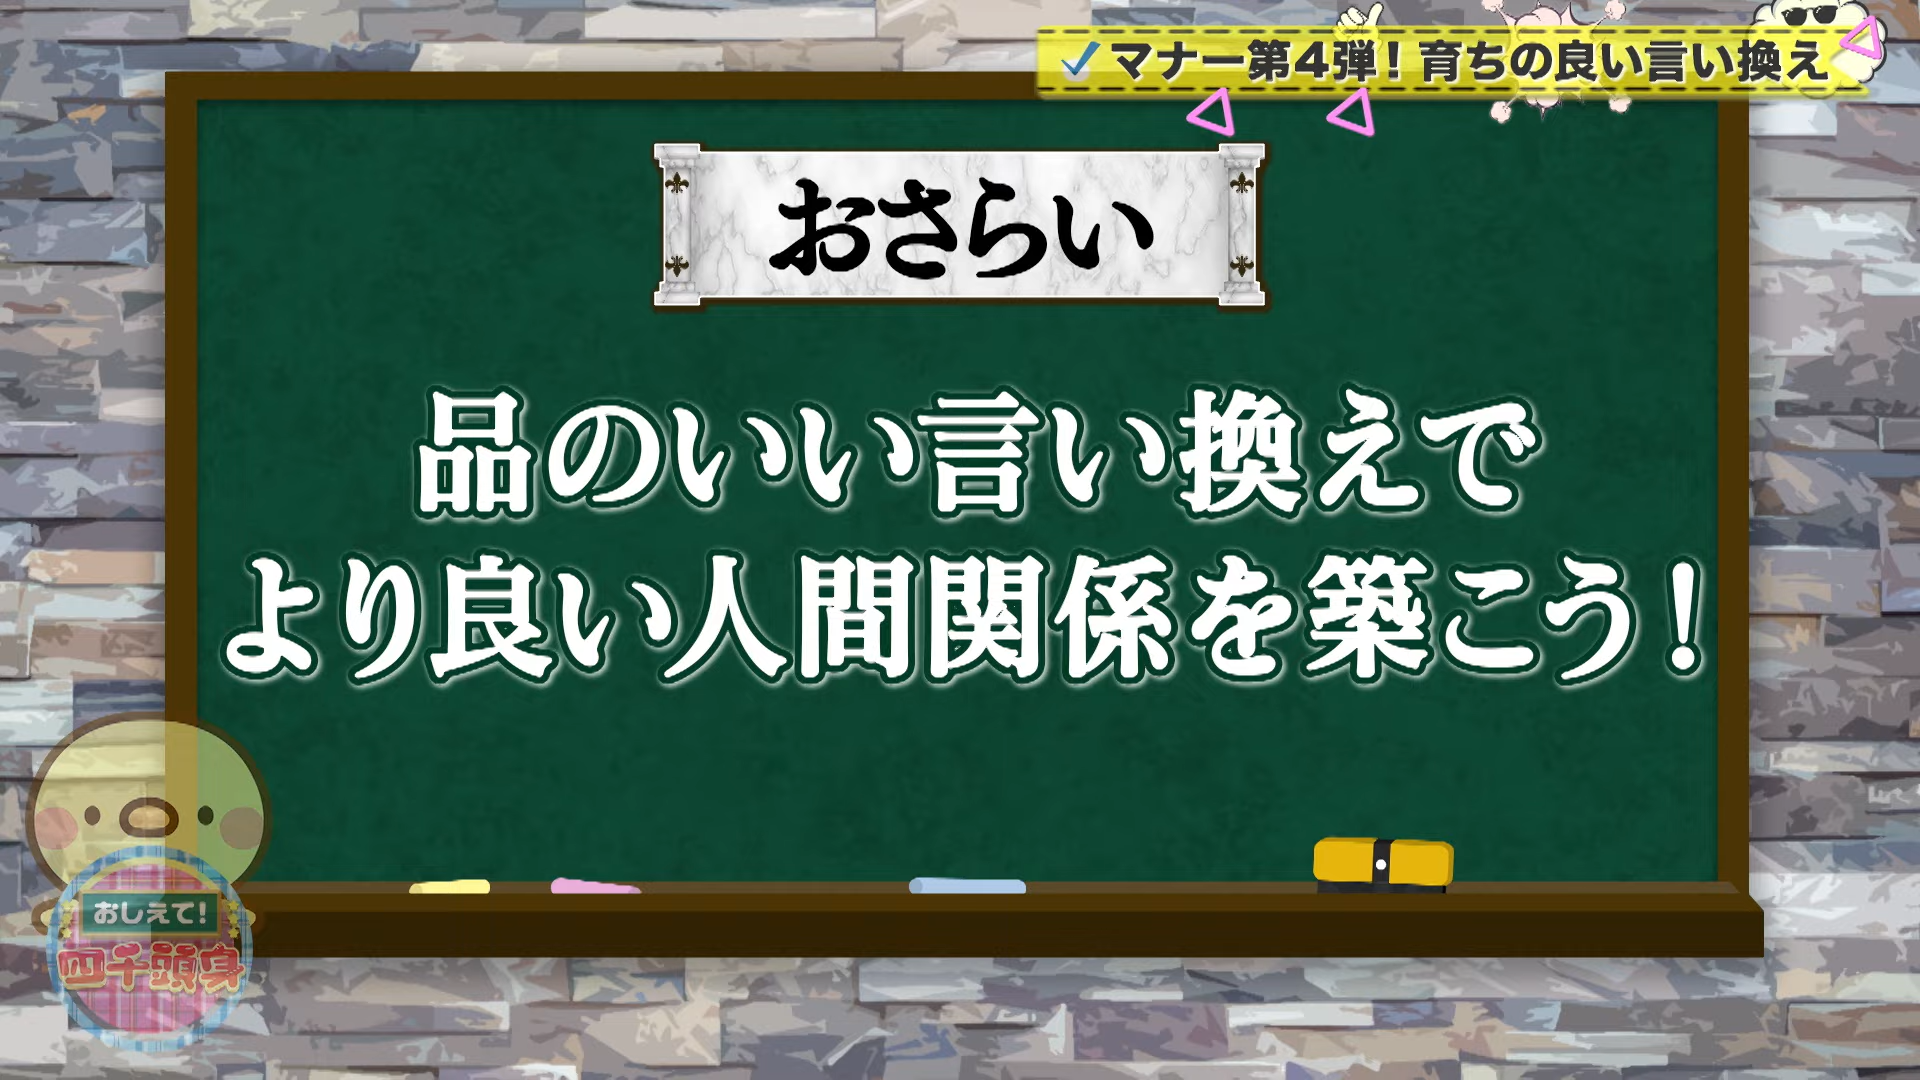 マナー第4弾！育ちの良い言い換え
おさらい
品のいい言い換えで
より良い人間関係を築こう！
おしえて！
四千頭身